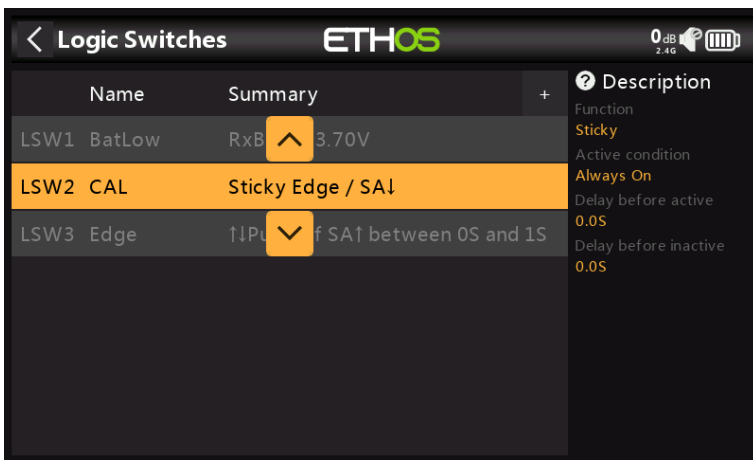 Logic Switches
ETHOS
0 dB
2.4G
Name Summary +
LSW1 BatLow RxB 3.70V
LSW2 CAL Sticky Edge / SA↓
LSW3 Edge ↑↓Pu f SA↑ between 0S and 1S
? Description
Function
Sticky
Active condition
Always On
Delay before active
0.0S
Delay before inactive
0.0S